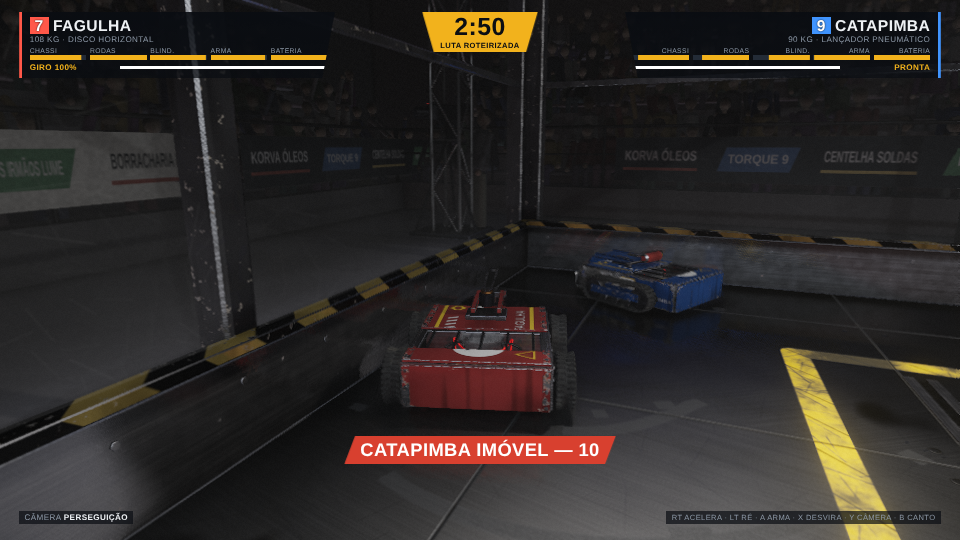 7 FAGULHA
108 KG · DISCO HORIZONTAL
CHASSI RODAS BLIND. ARMA BATERIA
GIRO 100%
2:50
LUTA ROTEIRIZADA
9 CATAPIMBA
90 KG · LANÇADOR PNEUMÁTICO
CHASSI RODAS BLIND. ARMA BATERIA
PRONTA
S IRMÃOS LUME
BORRACHARIA
KORVA ÓLEOS
TORQUE 9
KORVA ÓLEOS
TORQUE 9
CENTELHA SOLDAS
FAGULHA
CATAPIMBA IMÓVEL — 10
CÂMERA PERSEGUIÇÃO
RT ACELERA · LT RÉ · A ARMA · X DESVIRA · Y CÂMERA · B CANTO